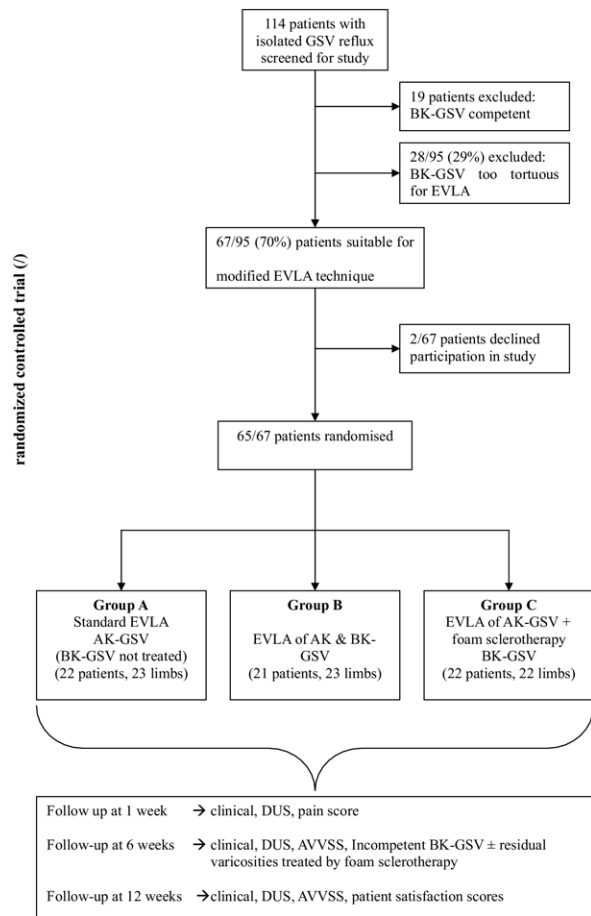 114 patients with
isolated GSV reflux
screened for study
19 patients excluded:
BK-GSV competent
28/95 (29%) excluded:
BK-GSV too tortuous
for EVLA
67/95 (70%) patients suitable for
modified EVLA technique
2/67 patients declined
participation in study
65/67 patients randomised
randomized controlled trial (/)
Group A
Standard EVLA
AK-GSV
(BK-GSV not treated)
(22 patients, 23 limbs)
Group B
EVLA of AK & BK-
GSV
(21 patients, 23 limbs)
Group C
EVLA of AK-GSV +
foam sclerotherapy
BK-GSV
(22 patients, 22 limbs)
Follow up at 1 week → clinical, DUS, pain score
Follow-up at 6 weeks → clinical, DUS, AVVSS, Incompetent BK-GSV ± residual
varicosities treated by foam sclerotherapy
Follow-up at 12 weeks →clinical, DUS, AVVSS, patient satisfaction scores